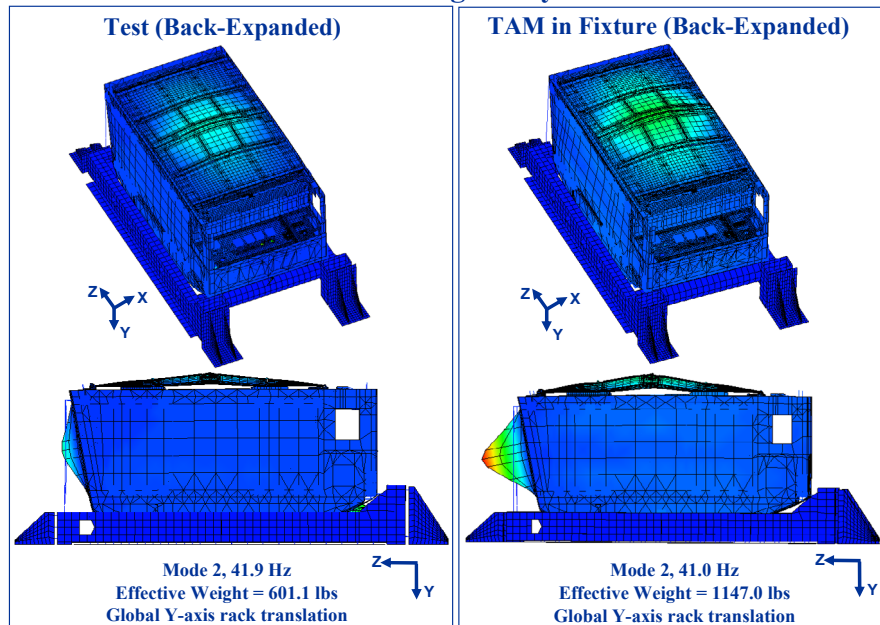 Test (Back-Expanded)
Z
X
Y
Z
Y
Mode 2, 41.9 Hz
Effective Weight = 601.1 lbs
Global Y-axis rack translation
TAM in Fixture (Back-Expanded)
Z
X
Y
Z
Y
Mode 2, 41.0 Hz
Effective Weight = 1147.0 lbs
Global Y-axis rack translation